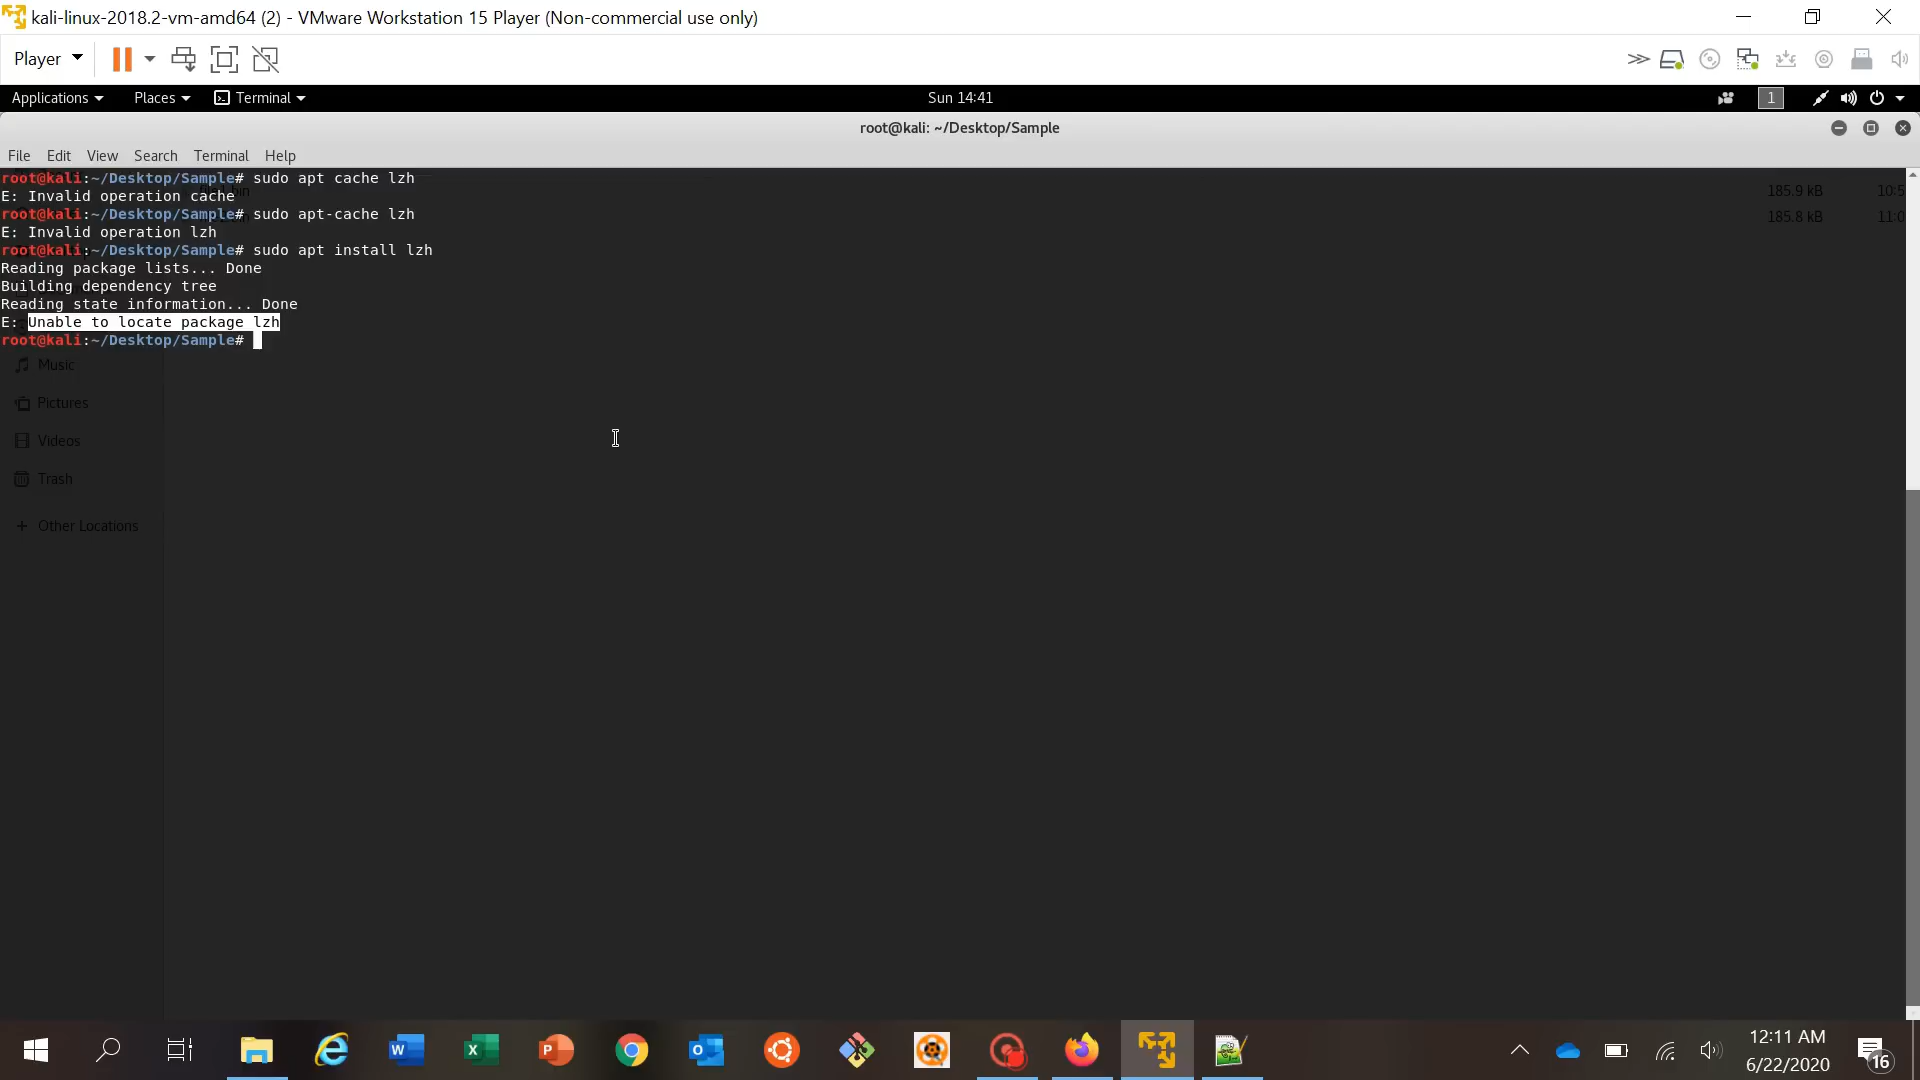 kali-linux-2018.2-vm-amd64 (2) - VMware Workstation 15 Player (Non-commercial use only)
Player
Applications Places Terminal Sun 14:41 1
root@kali: ~/Desktop/Sample
File Edit View Search Terminal Help
root@kali:~/Desktop/Sample# sudo apt cache lzh
E: Invalid operation cache
185.9 kB
root@kali:~/Desktop/Sample# sudo apt-cache lzh
185.8 kB
E: Invalid operation lzh
root@kali:~/Desktop/Sample# sudo apt install lzh
Reading package lists... Done
Building dependency tree
Reading state information... Done
E: Unable to locate package lzh
root@kali:~/Desktop/Sample#
Music
Pictures
Videos
Trash
+ Other Locations
12:11 AM
6/22/2020
16